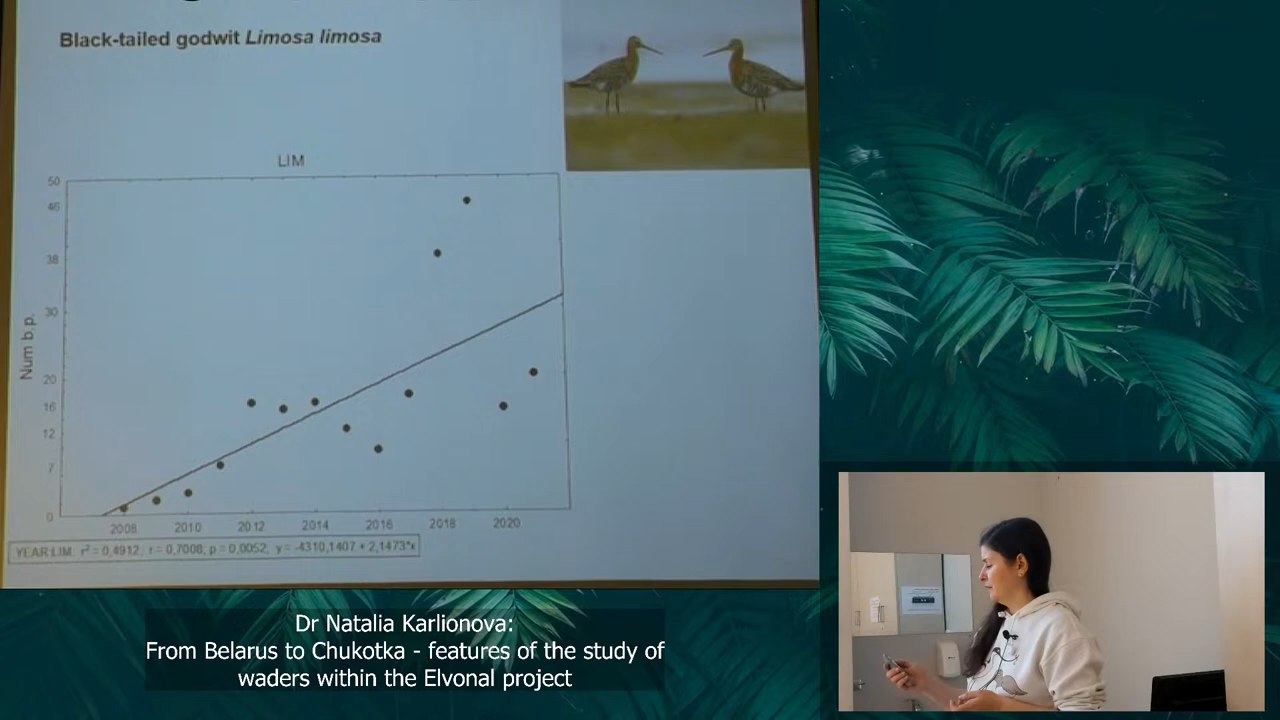 Black-tailed godwit Limosa limosa
LIM
50
46
38
30
20
16
12
7
0
Num b.p.
2008
2010
2012
2014
2016
2018
2020
YEAR LIM: r² = 0,4912; r = 0,7008; p = 0,0052; y = -4310,1407 + 2,1473*x
Dr Natalia Karlionova:
From Belarus to Chukotka - features of the study of
waders within the Elvonal project